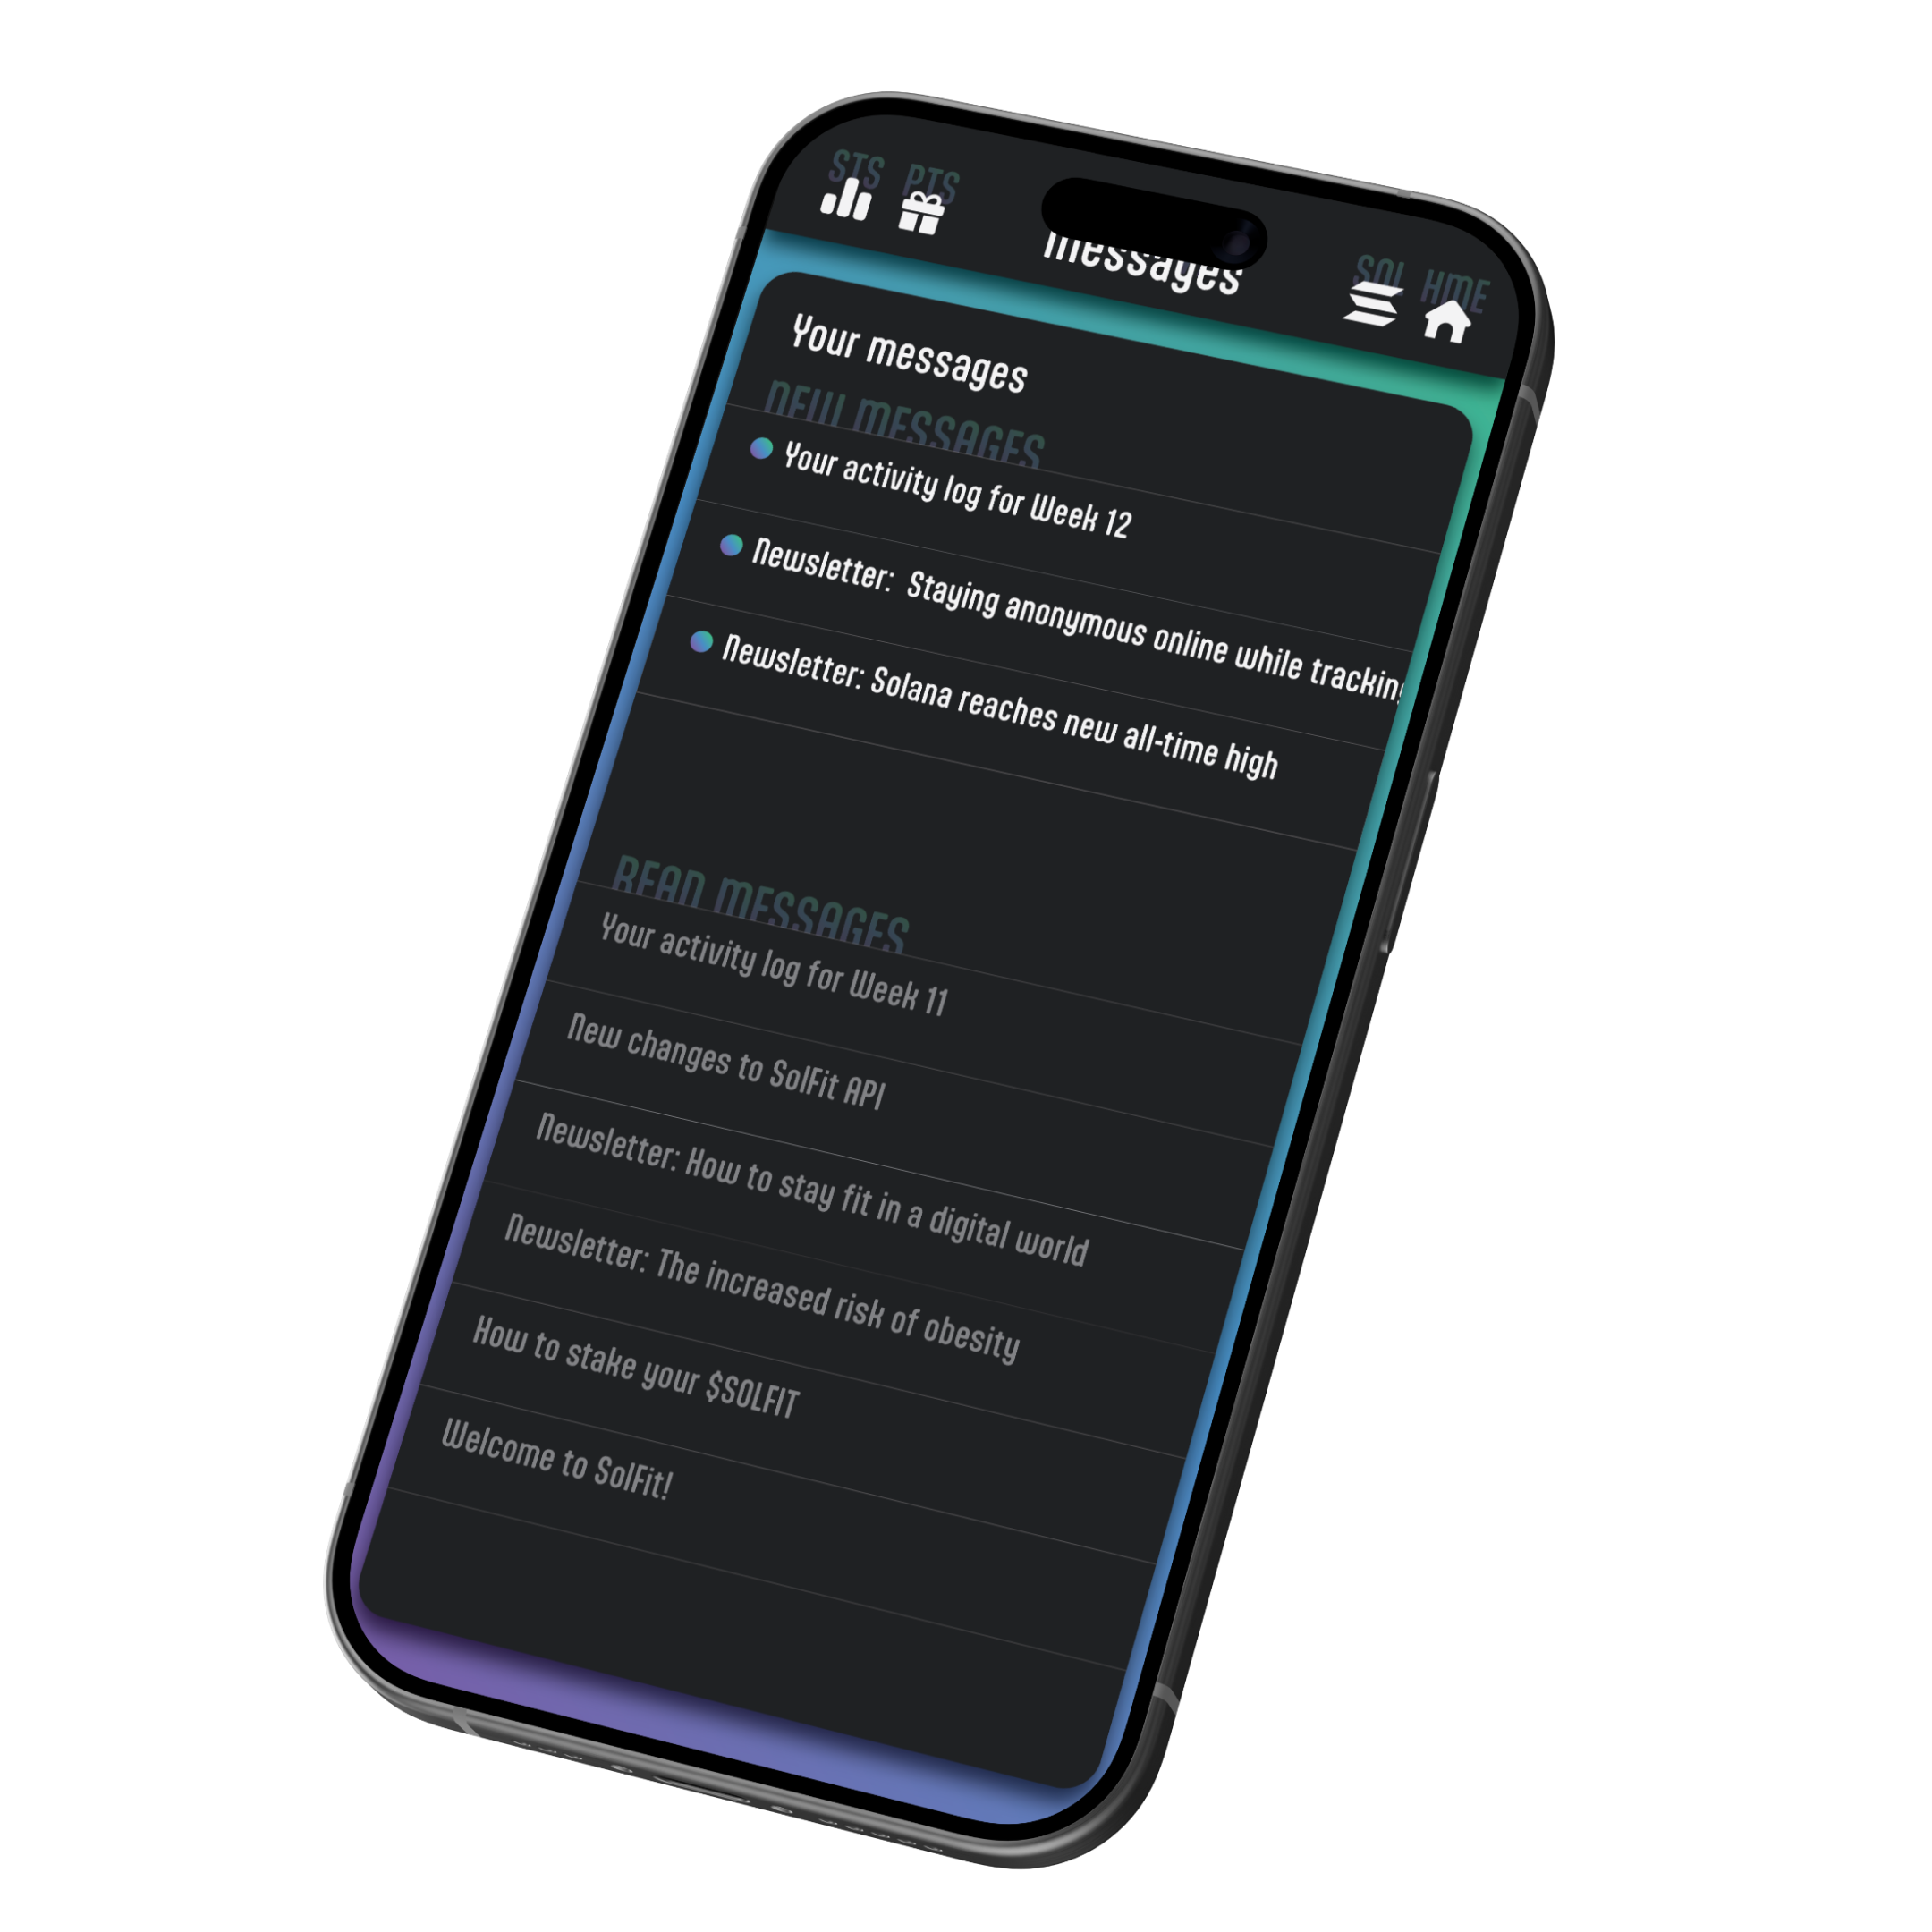 STS PTS
messages
SOL HME
Your messages
NEW MESSAGES
Your activity log for Week 12
Newsletter:  Staying anonymous online while tracking
Newsletter: Solana reaches new all-time high
READ MESSAGES
Your activity log for Week 11
New changes to SolFit API
Newsletter: How to stay fit in a digital world
Newsletter: The increased risk of obesity
How to stake your $SOLFIT
Welcome to SolFit!